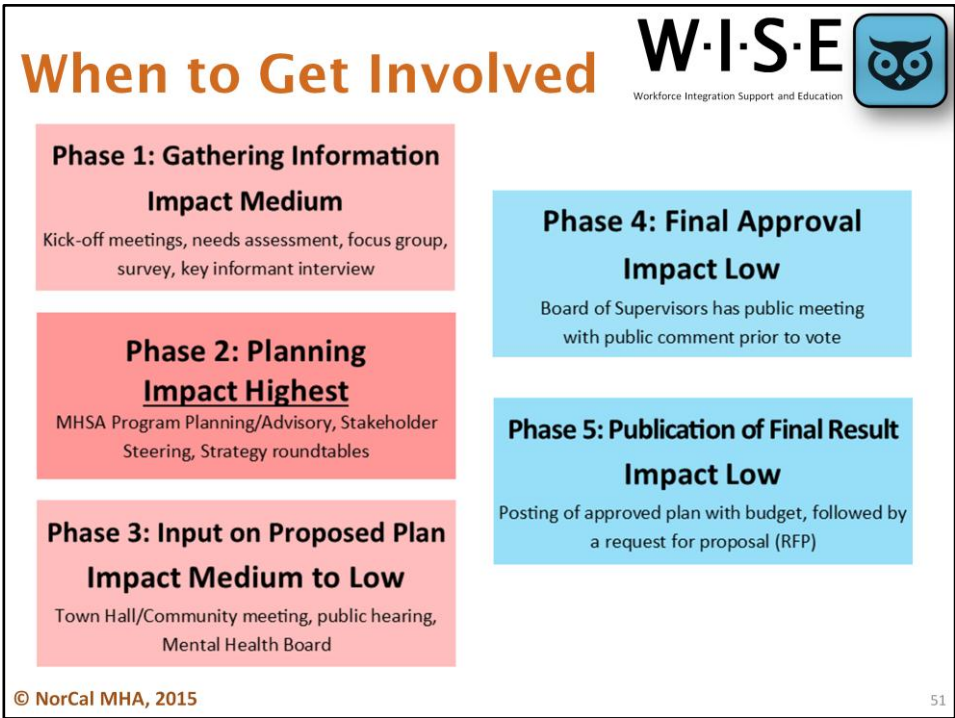 When to Get Involved
W·I·S·E
Workforce Integration Support and Education
Phase 1: Gathering Information
Impact Medium
Kick-off meetings, needs assessment, focus group,
survey, key informant interview
Phase 2: Planning
Impact Highest
MHSA Program Planning/Advisory, Stakeholder
Steering, Strategy roundtables
Phase 3: Input on Proposed Plan
Impact Medium to Low
Town Hall/Community meeting, public hearing,
Mental Health Board
Phase 4: Final Approval
Impact Low
Board of Supervisors has public meeting
with public comment prior to vote
Phase 5: Publication of Final Result
Impact Low
Posting of approved plan with budget, followed by
a request for proposal (RFP)
© NorCal MHA, 2015
51